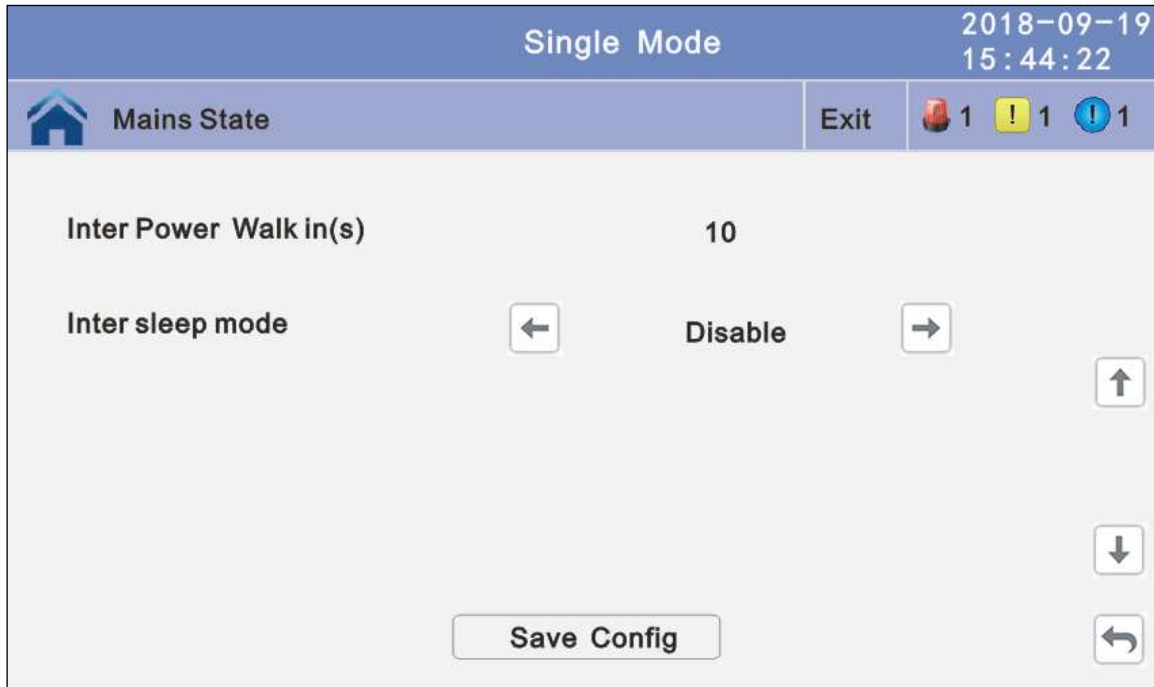 Single Mode
2018-09-19
15:44:22
Mains State
Exit
1
! 1
! 1
Inter Power Walk in(s)
10
Inter sleep mode
Disable
Save Config